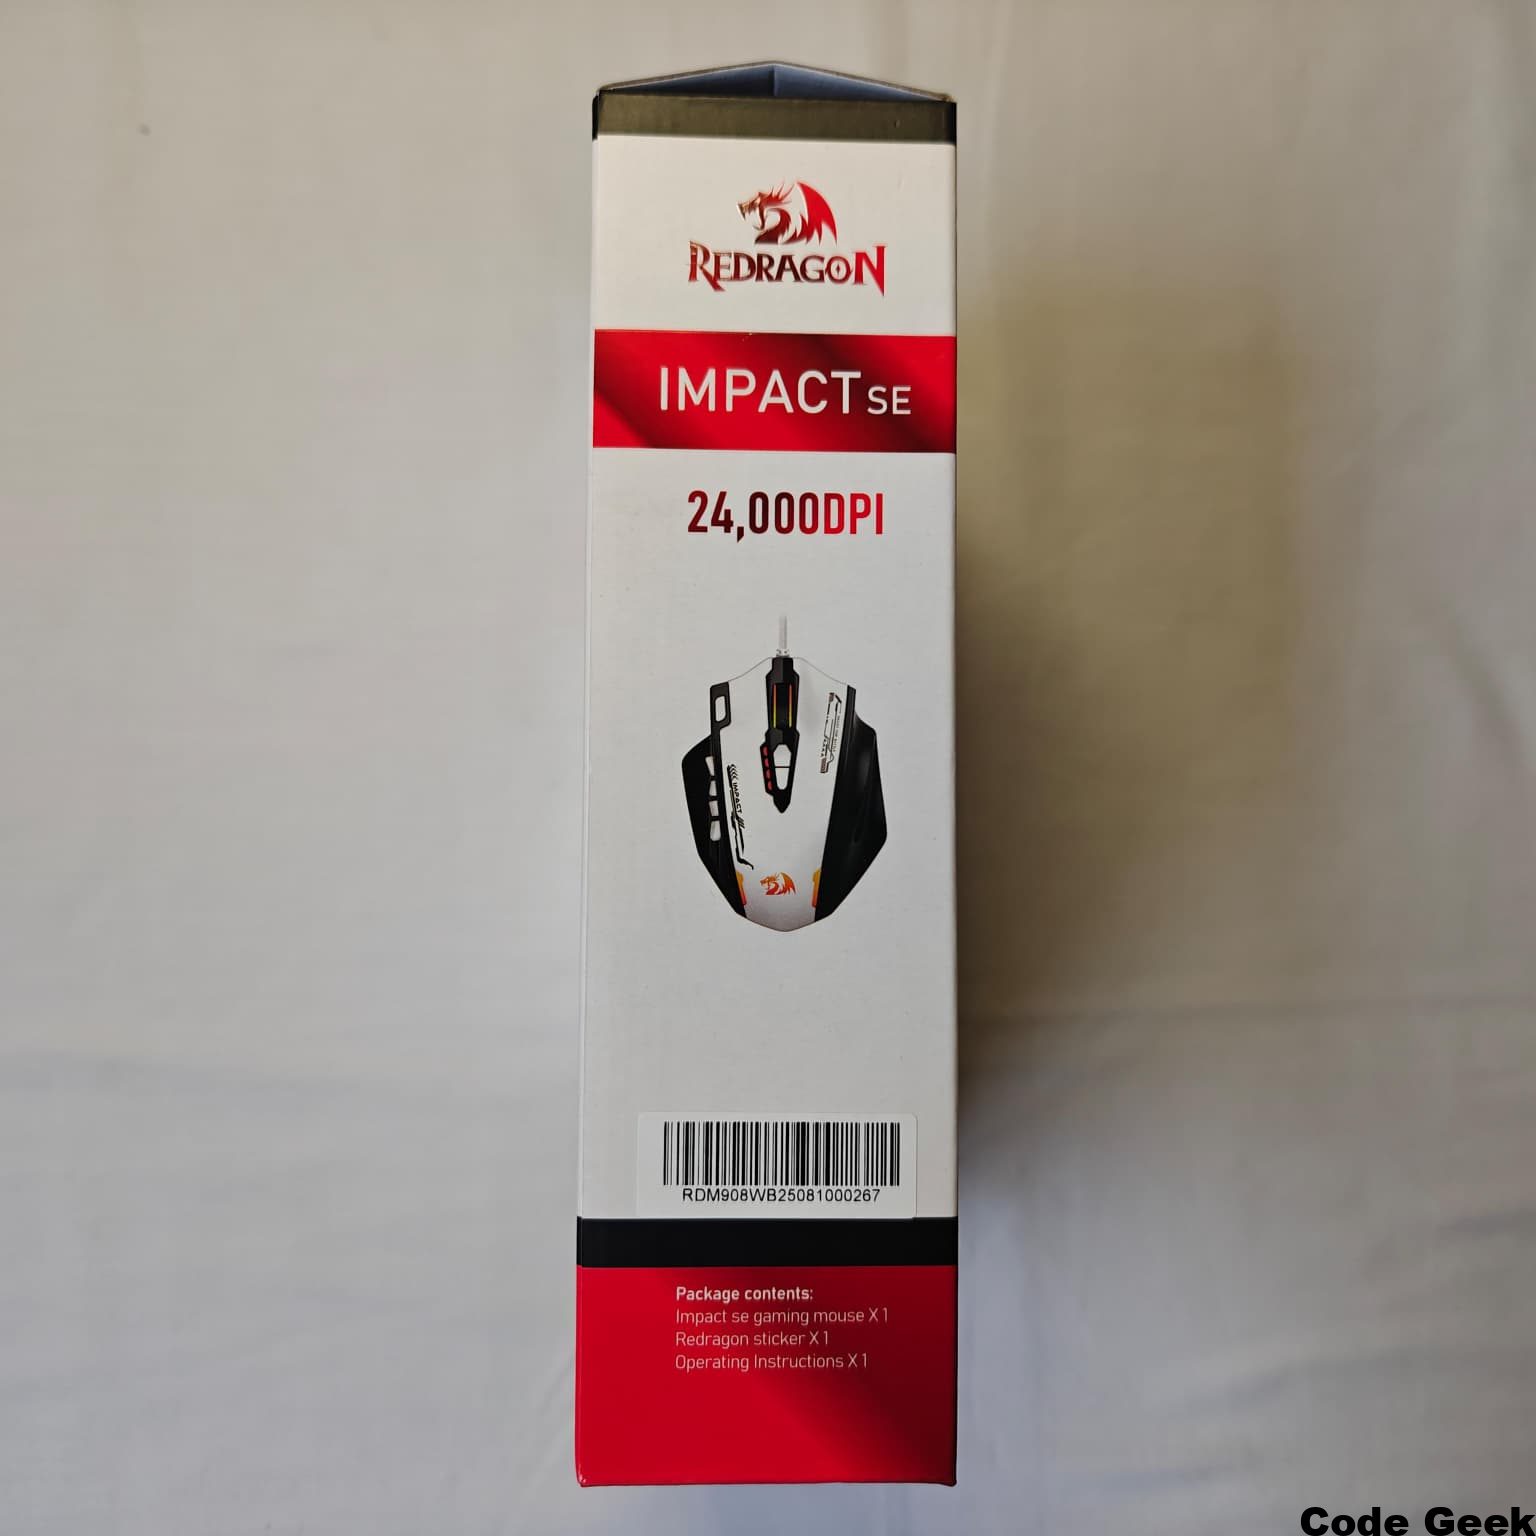 REDRAGON
IMPACT SE
24,000DPI
IMPACT
RDM908WB25081000267
Package contents:
Impact se gaming mouse X 1
Redragon sticker X 1
Operating Instructions X 1
Code Geek